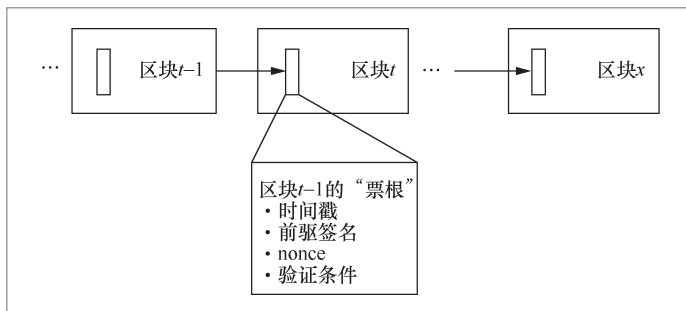 … 区块t–1 区块t … 区块x
区块t–1的“票根”
·时间戳
·前驱签名
·nonce
·验证条件